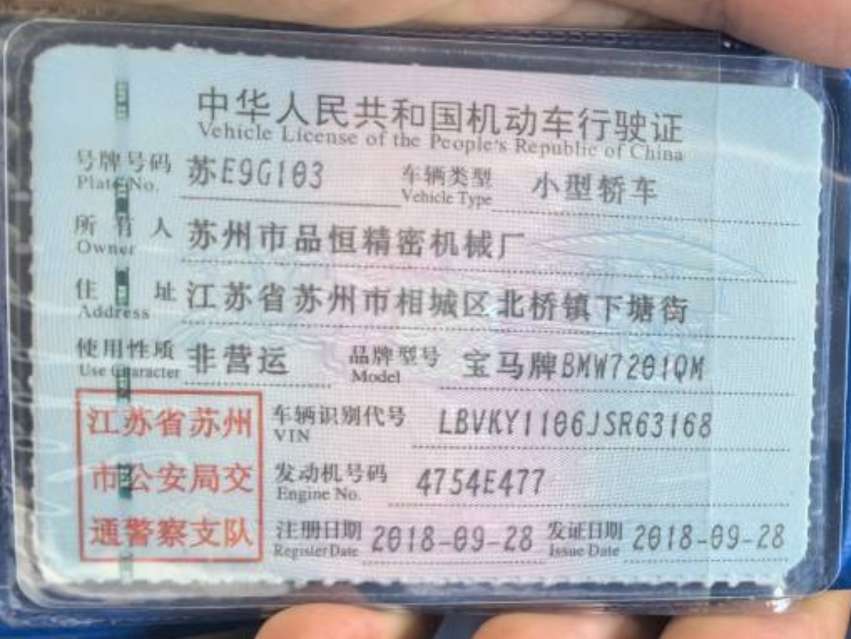 中华人民共和国机动车行驶证
Vehicle License of the People's Republic of China
号牌号码 苏E9G103 车辆类型 小型轿车
Plate No. Vehicle Type
所有人 苏州市品恒精密机械厂
Owner
住址 江苏省苏州市相城区北桥镇下塘街
Address
使用性质 非营运 品牌型号 宝马牌BMW7201QM
Use Character Model
江苏省苏州 车辆识别代号 LBVKY1106JSR63168
VIN
市公安局交 发动机号码 4754E477
Engine No.
通警察支队 注册日期 2018-09-28 发证日期 2018-09-28
Register Date Issue Date